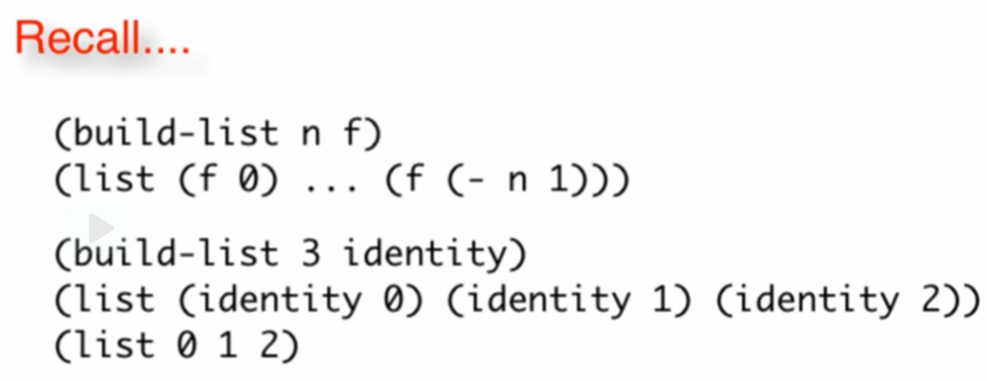 Recall....
(build-list n f)
(list (f 0) ... (f (- n 1)))
(build-list 3 identity)
(list (identity 0) (identity 1) (identity 2))
(list 0 1 2)